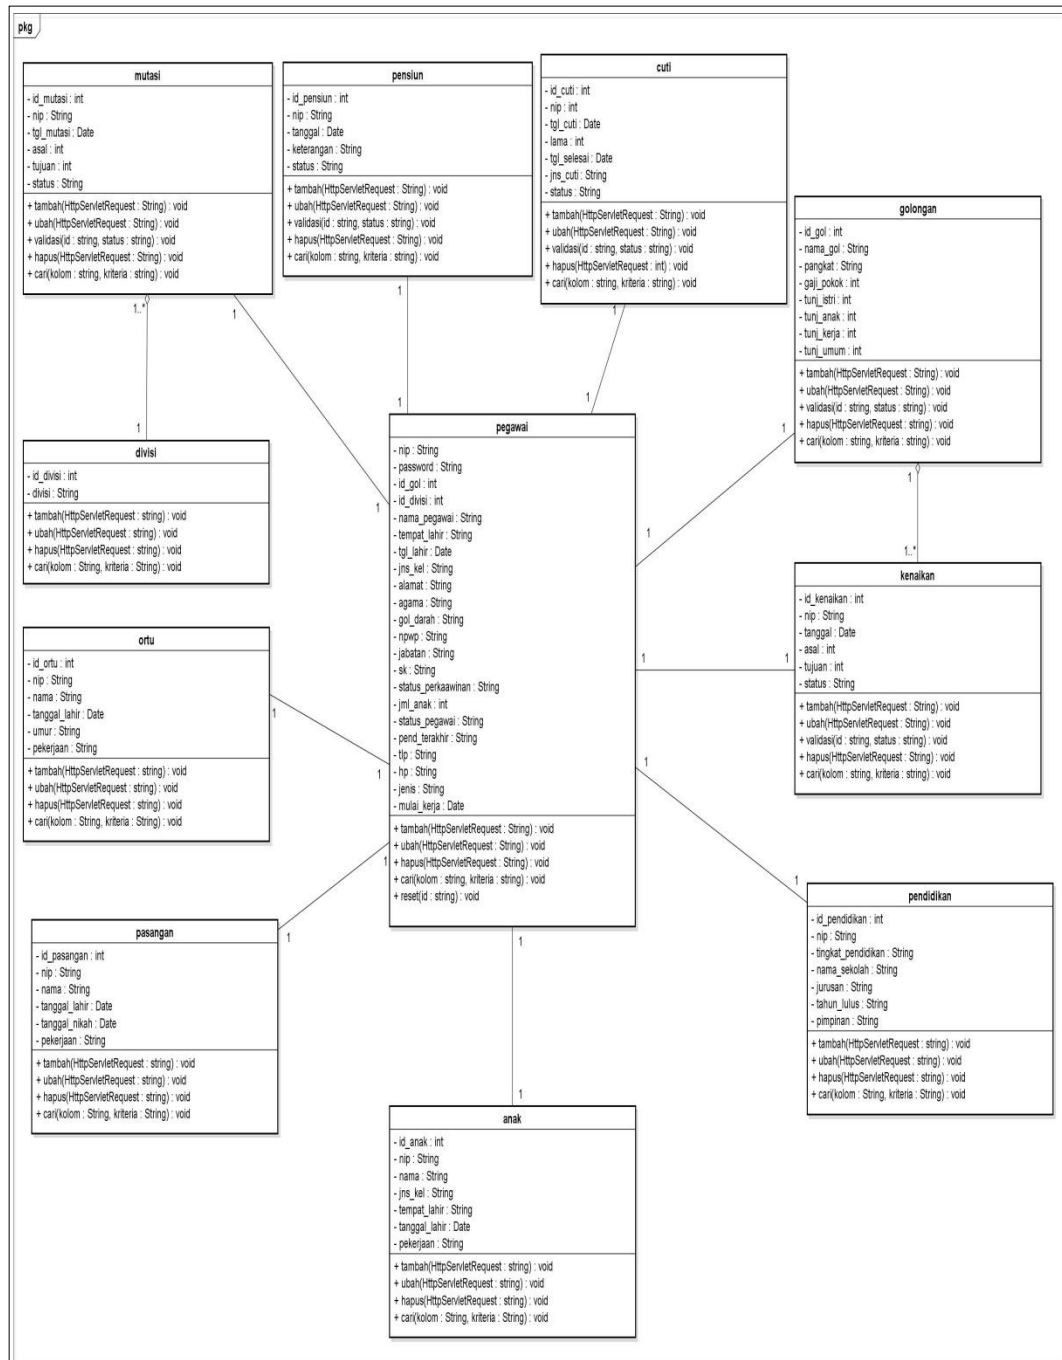 pkg
mutasi
- id_mutasi : int
- nip : String
- tgl_mutasi : Date
- asal : int
- tujuan : int
- status : String
+ tambah(HttpServletRequest : String) : void
+ ubah(HttpServletRequest : String) : void
+ validasi(id : string, status : string) : void
+ hapus(HttpServletRequest : String) : void
+ cari(kolom : string, kriteria : string) : void
pensiun
- id_pensiun : int
- nip : String
- tanggal : Date
- keterangan : String
- status : String
+ tambah(HttpServletRequest : String) : void
+ ubah(HttpServletRequest : String) : void
+ validasi(id : string, status : string) : void
+ hapus(HttpServletRequest : String) : void
+ cari(kolom : string, kriteria : string) : void
cuti
- id_cuti : int
- nip : int
- tgl_cuti : Date
- lama : int
- tgl_selesai : Date
- jns_cuti : String
- status : String
+ tambah(HttpServletRequest : String) : void
+ ubah(HttpServletRequest : String) : void
+ validasi(id : string, status : string) : void
+ hapus(HttpServletRequest : int) : void
+ cari(kolom : string, kriteria : string) : void
golongan
- id_gol : int
- nama_gol : String
- pangkat : String
- gaji_pokok : int
- tunj_istri : int
- tunj_anak : int
- tunj_kerja : int
- tunj_umum : int
+ tambah(HttpServletRequest : String) : void
+ ubah(HttpServletRequest : String) : void
+ validasi(id : string, status : string) : void
+ hapus(HttpServletRequest : string) : void
+ cari(kolom : string, kriteria : string) : void
1..*
1
1
1
1
1
1
1
1
1
1
divisi
- id_divisi : int
- divisi : String
+ tambah(HttpServletRequest : string) : void
+ ubah(HttpServletRequest : string) : void
+ hapus(HttpServletRequest : string) : void
+ cari(kolom : String, kriteria : String) : void
pegawai
- nip : String
- password : String
- id_gol : int
- id_divisi : int
- nama_pegawai : String
- tempat_lahir : String
- tgl_lahir : Date
- jns_kel : String
- alamat : String
- agama : String
- gol_darah : String
- npwp : String
- jabatan : String
- sk : String
- status_perkaawinan : String
- jml_anak : int
- status_pegawai : String
- pend_terakhir : String
- tlp : String
- hp : String
- jenis : String
- mulai_kerja : Date
+ tambah(HttpServletRequest : String) : void
+ ubah(HttpServletRequest : String) : void
+ hapus(HttpServletRequest : String) : void
+ cari(kolom : string, kriteria : string) : void
+ reset(id : string) : void
1..*
kenaikan
- id_kenaikan : int
- nip : String
- tanggal : Date
- asal : int
- tujuan : int
- status : String
+ tambah(HttpServletRequest : String) : void
+ ubah(HttpServletRequest : String) : void
+ validasi(id : string, status : string) : void
+ hapus(HttpServletRequest : String) : void
+ cari(kolom : string, kriteria : string) : void
1
1
ortu
- id_ortu : int
- nip : String
- nama : String
- tanggal_lahir : Date
- umur : String
- pekerjaan : String
+ tambah(HttpServletRequest : string) : void
+ ubah(HttpServletRequest : string) : void
+ hapus(HttpServletRequest : string) : void
+ cari(kolom : String, kriteria : String) : void
1
1
1
1
1
1
pasangan
- id_pasangan : int
- nip : String
- nama : String
- tanggal_lahir : Date
- tanggal_nikah : Date
- pekerjaan : String
+ tambah(HttpServletRequest : string) : void
+ ubah(HttpServletRequest : string) : void
+ hapus(HttpServletRequest : string) : void
+ cari(kolom : String, kriteria : String) : void
pendidikan
- id_pendidikan : int
- nip : String
- tingkat_pendidikan : String
- nama_sekolah : String
- jurusan : String
- tahun_lulus : String
- pimpinan : String
+ tambah(HttpServletRequest : string) : void
+ ubah(HttpServletRequest : string) : void
+ hapus(HttpServletRequest : string) : void
+ cari(kolom : String, kriteria : String) : void
1
1
anak
- id_anak : int
- nip : String
- nama : String
- jns_kel : String
- tempat_lahir : String
- tanggal_lahir : Date
- pekerjaan : String
+ tambah(HttpServletRequest : string) : void
+ ubah(HttpServletRequest : string) : void
+ hapus(HttpServletRequest : string) : void
+ cari(kolom : String, kriteria : String) : void